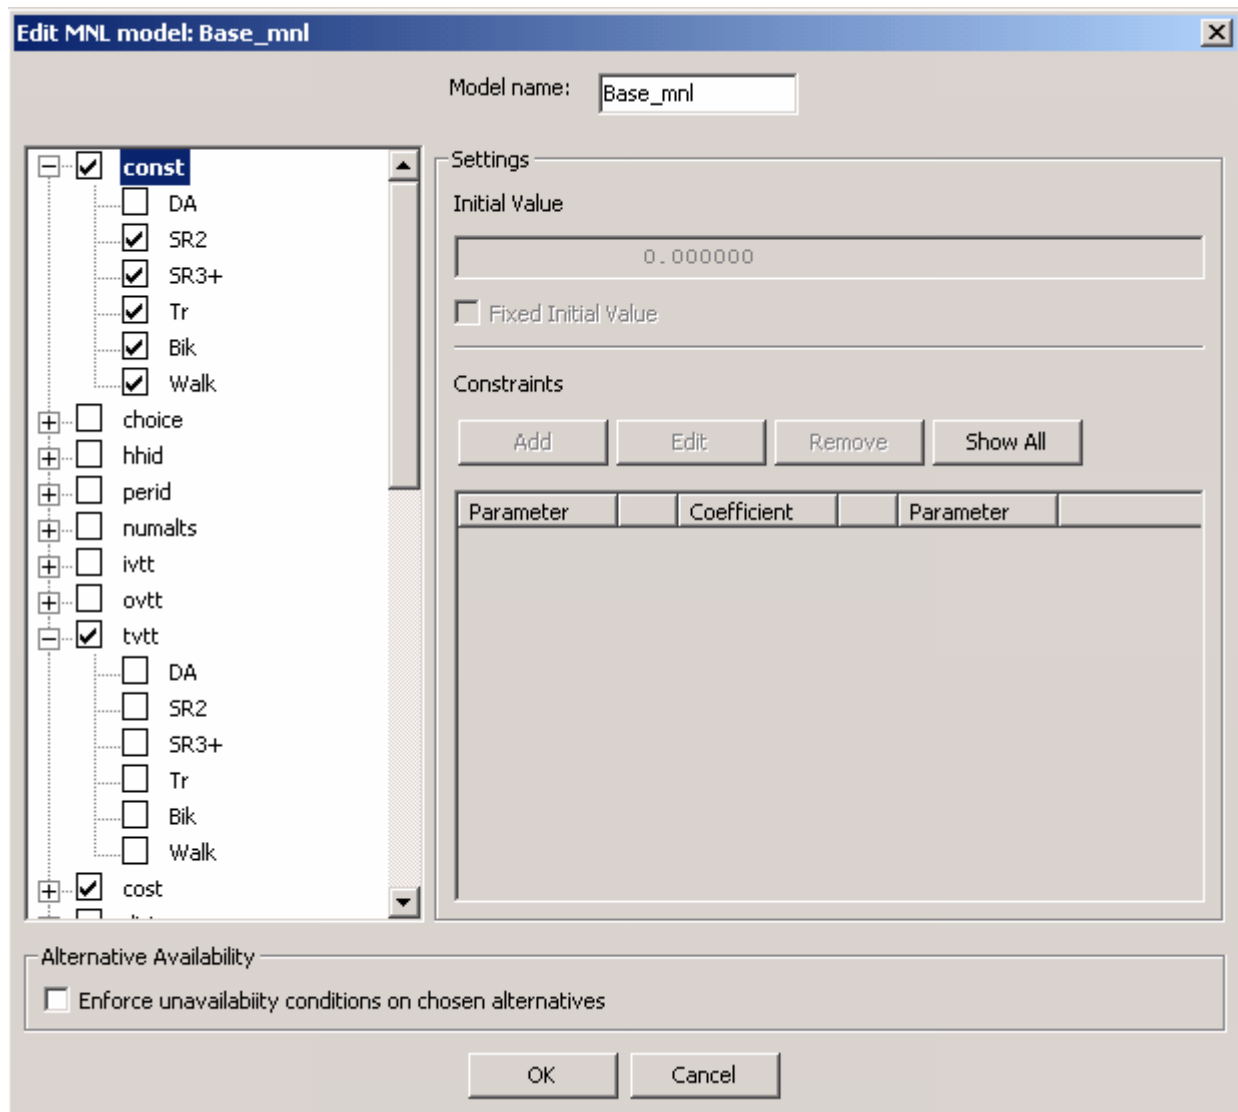 Edit MNL model: Base_mnl
Model name: Base_mnl
const
DA
SR2
SR3+
Tr
Bik
Walk
choice
hhid
perid
numalts
ivtt
ovtt
tvtt
DA
SR2
SR3+
Tr
Bik
Walk
cost
Settings
Initial Value
0.000000
Fixed Initial Value
Constraints
Add Edit Remove Show All
Parameter Coefficient Parameter
Alternative Availability
Enforce unavailabiity conditions on chosen alternatives
OK Cancel